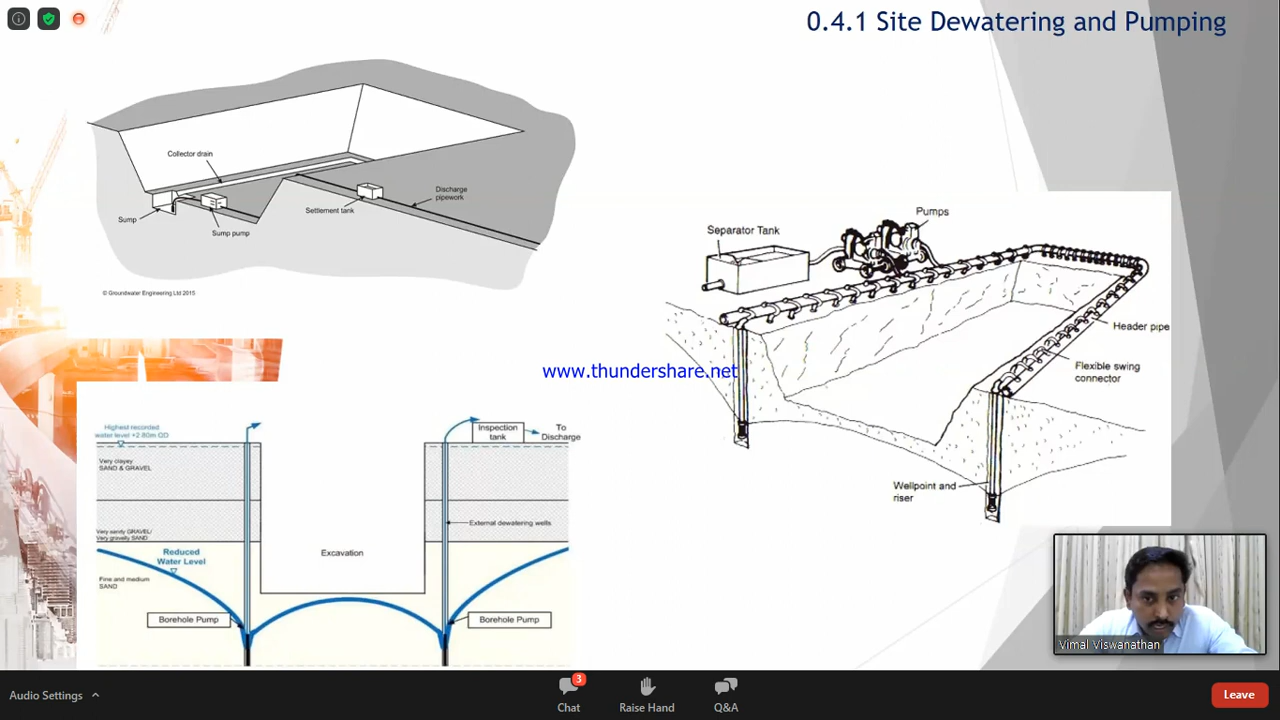 0.4.1 Site Dewatering and Pumping
Collector drain
Sump
Sump pump
Settlement tank
Discharge
pipework
© Groundwater Engineering Ltd 2015
Separator Tank
Pumps
Header pipe
Flexible swing
connector
Wellpoint and
riser
www.thundershare.net
Highest recorded
water level +2.80m OD
Inspection
tank
To
Discharge
Very clayey
SAND & GRAVEL
External dewatering wells
Very sandy GRAVEL/
Very gravelly SAND
Reduced
Water Level
Excavation
Fine and medium
SAND
Borehole Pump
Borehole Pump
Vimal Viswanathan
Audio Settings
3
Chat
Raise Hand
Q&A
Leave